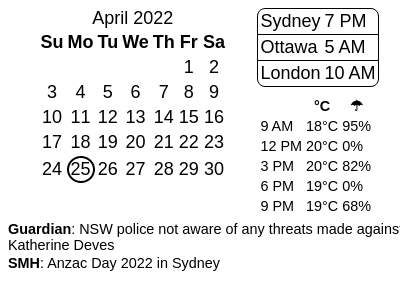 April 2022
Su Mo Tu We Th Fr Sa
1 2
3 4 5 6 7 8 9
10 11 12 13 14 15 16
17 18 19 20 21 22 23
24 25 26 27 28 29 30
Sydney 7 PM
Ottawa 5 AM
London 10 AM
°C ☂
9 AM 18°C 95%
12 PM 20°C 0%
3 PM 20°C 82%
6 PM 19°C 0%
9 PM 19°C 68%
Guardian: NSW police not aware of any threats made against
Katherine Deves
SMH: Anzac Day 2022 in Sydney